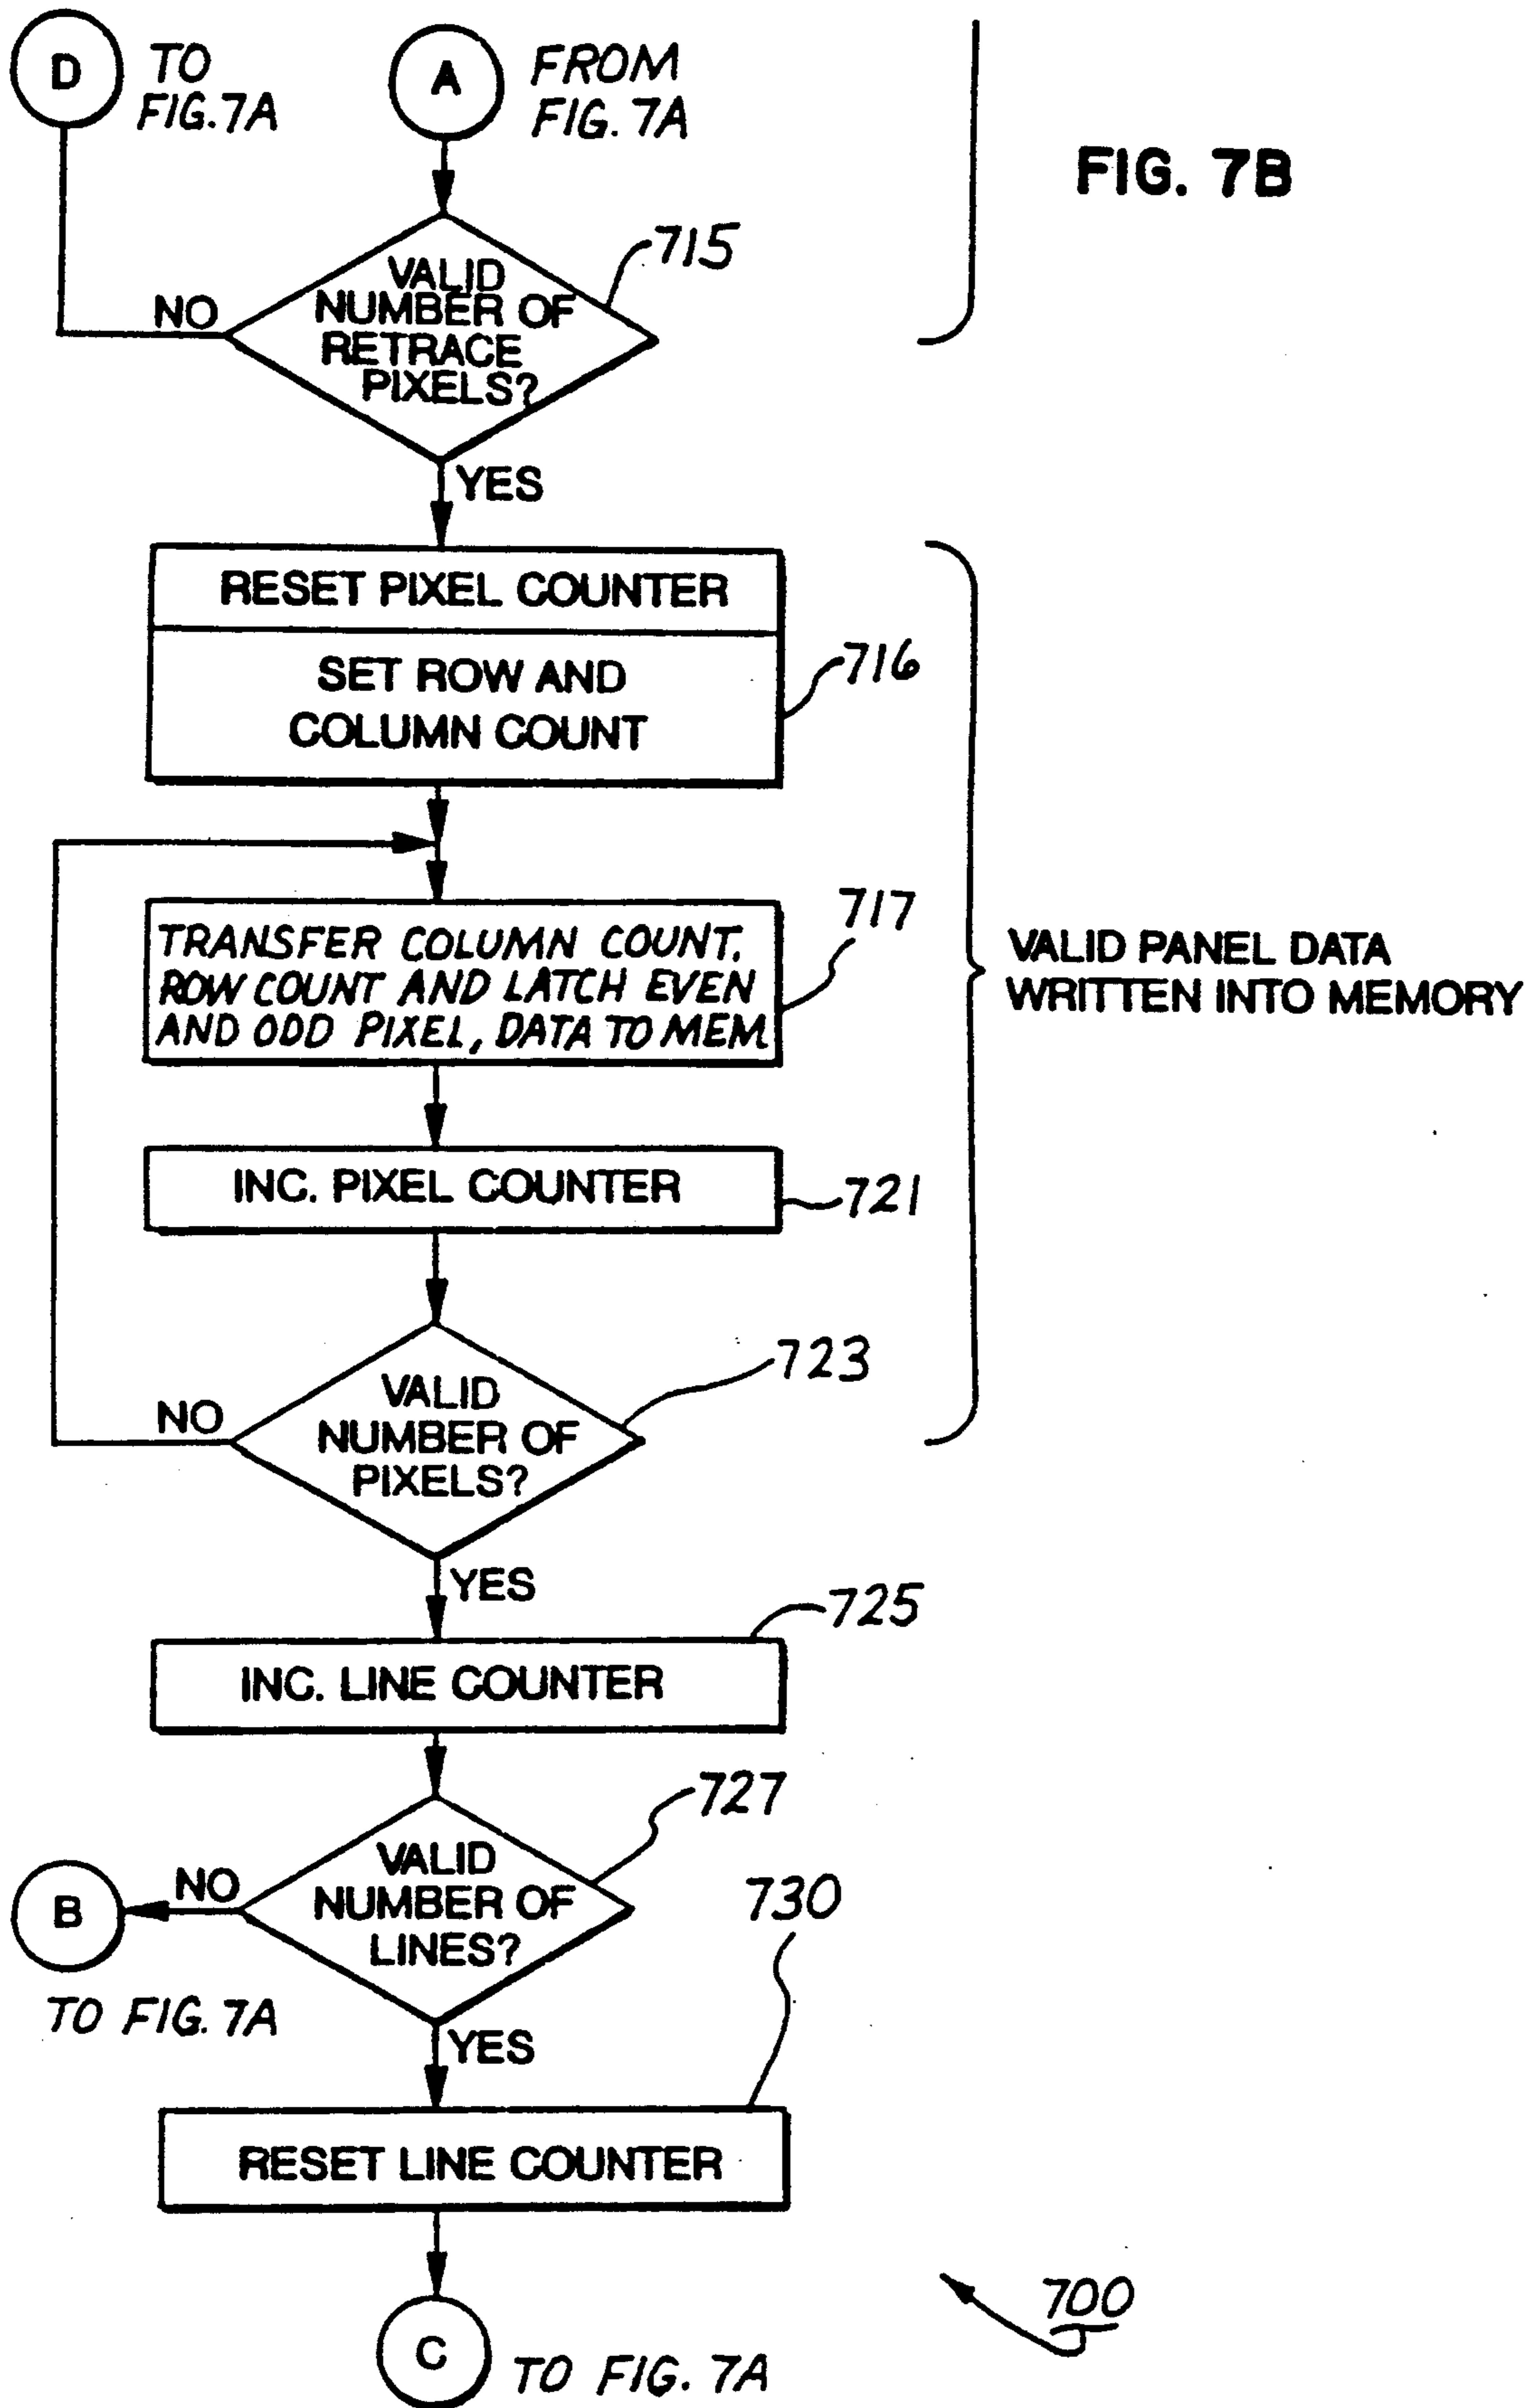 D
TO
FIG. 7A
A
FROM
FIG. 7A
FIG. 7B
715
VALID
NUMBER OF
RETRACE
PIXELS?
NO
YES
RESET PIXEL COUNTER
SET ROW AND
COLUMN COUNT
716
717
TRANSFER COLUMN COUNT,
ROW COUNT AND LATCH EVEN
AND ODD PIXEL, DATA TO MEM
VALID PANEL DATA
WRITTEN INTO MEMORY
INC. PIXEL COUNTER
721
723
VALID
NUMBER OF
PIXELS?
NO
YES
725
INC. LINE COUNTER
727
VALID
NUMBER OF
LINES?
NO
B
TO FIG. 7A
730
YES
RESET LINE COUNTER
C
TO FIG. 7A
700